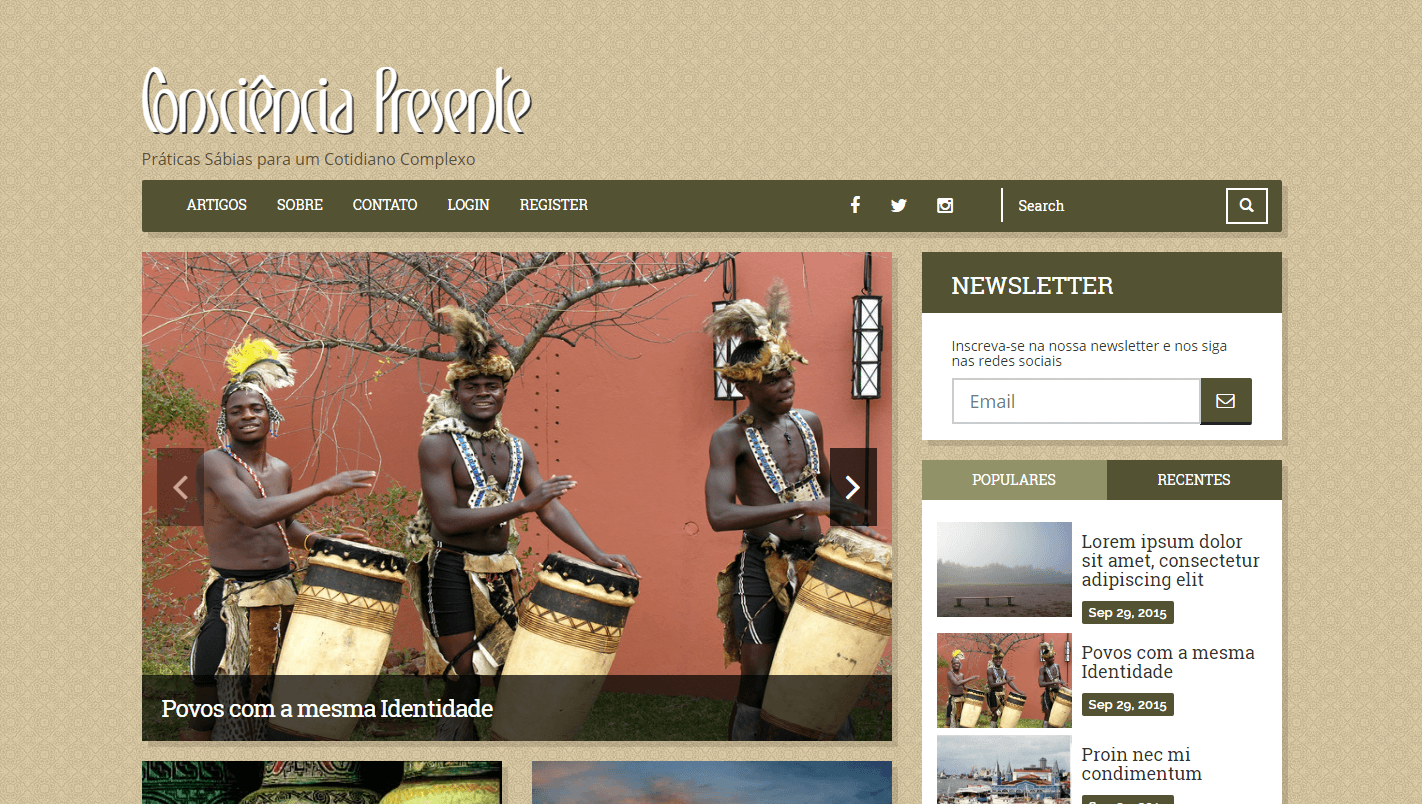 Consciência Presente
Práticas Sábias para um Cotidiano Complexo
ARTIGOS SOBRE CONTATO LOGIN REGISTER Search
NEWSLETTER
Inscreva-se na nossa newsletter e nos siga
nas redes sociais
Email
Povos com a mesma Identidade
POPULARES RECENTES
Lorem ipsum dolor
sit amet, consectetur
adipiscing elit
Sep 29, 2015
Povos com a mesma
Identidade
Sep 29, 2015
Proin nec mi
condimentum